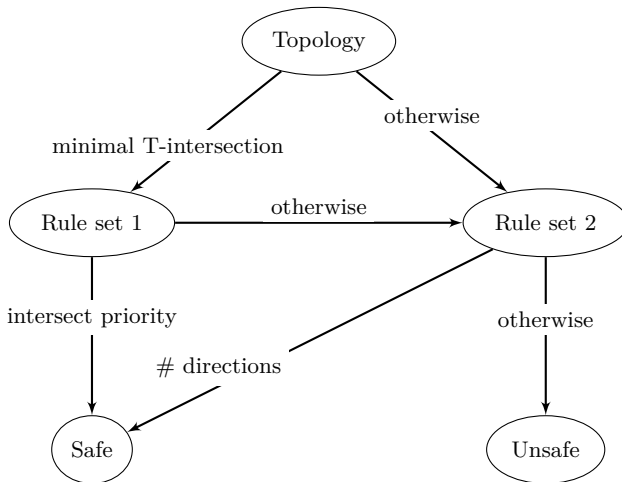 Topology
otherwise
minimal T-intersection
otherwise
Rule set 1
Rule set 2
intersect priority
otherwise
# directions
Safe
Unsafe